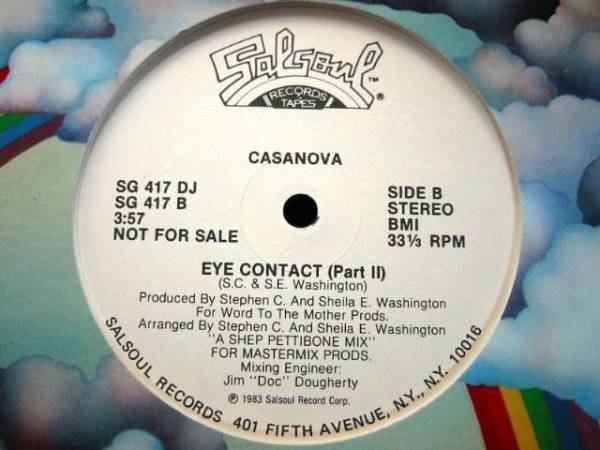 Salsoul ™
RECORDS
TAPES ®
CASANOVA
SG 417 DJ
SG 417 B
3:57
NOT FOR SALE
SIDE B
STEREO
BMI
33⅓ RPM
EYE CONTACT (Part II)
(S.C. & S.E. Washington)
Produced By Stephen C. And Sheila E. Washington
For Word To The Mother Prods.
Arranged By Stephen C. And Sheila E. Washington
"A SHEP PETTIBONE MIX"
FOR MASTERMIX PRODS.
Mixing Engineer:
Jim "Doc" Dougherty
℗ 1983 Salsoul Record Corp.
SALSOUL RECORDS 401 FIFTH AVENUE, N.Y., N.Y. 10016